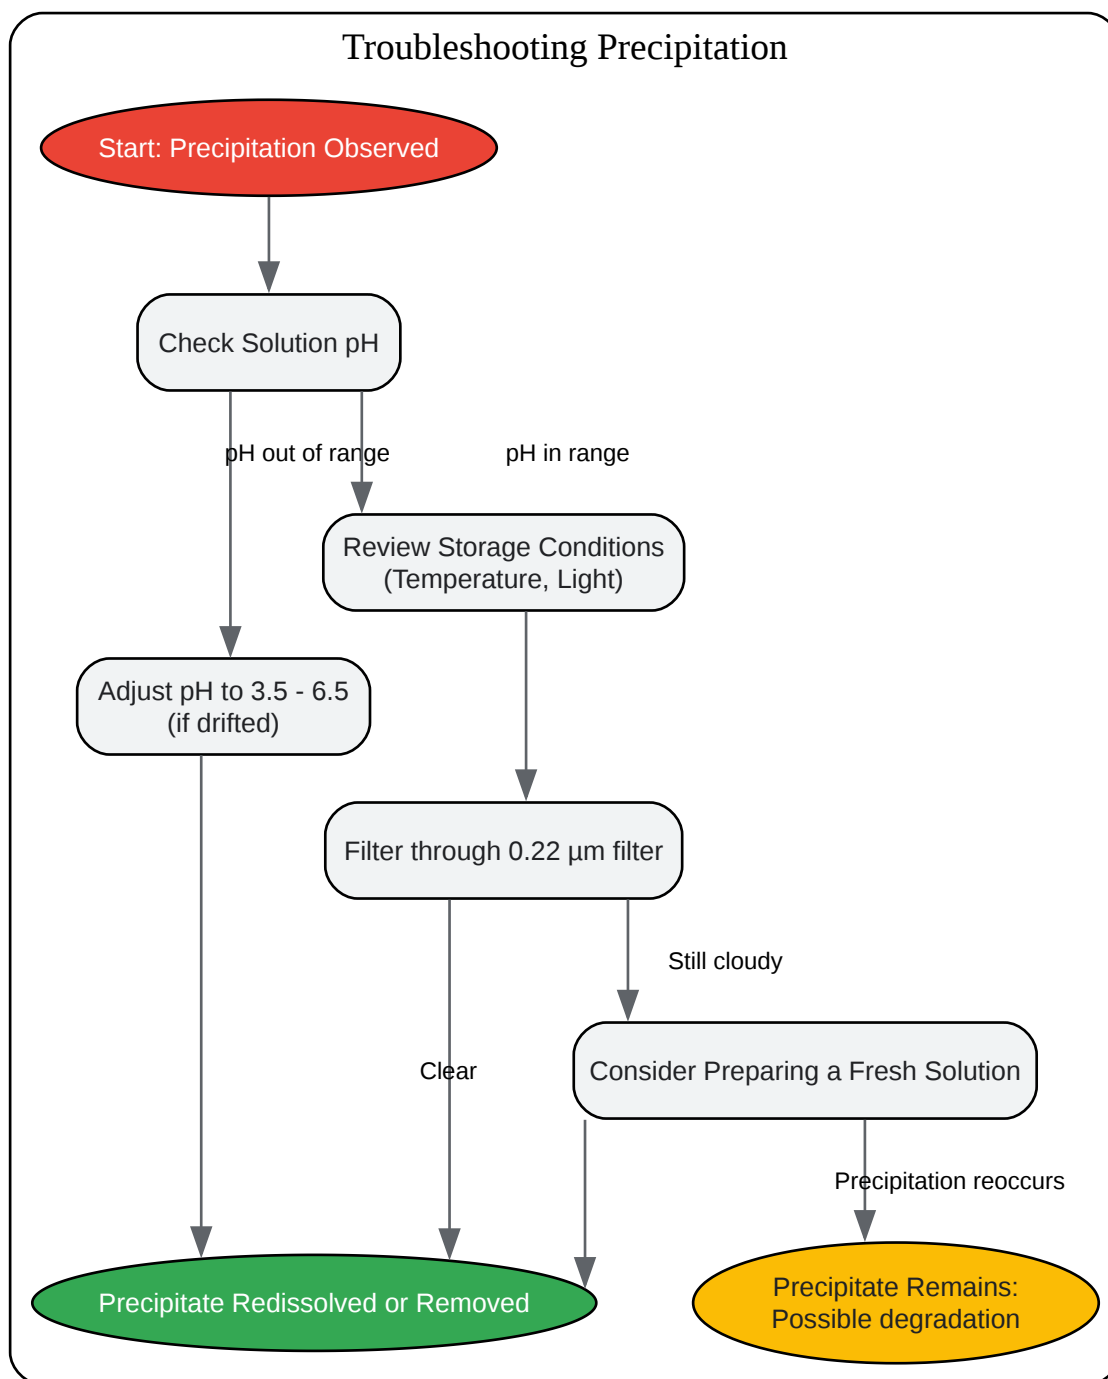 Troubleshooting Precipitation
Start: Precipitation Observed
Check Solution pH
pH out of range
pH in range
Review Storage Conditions
(Temperature, Light)
Adjust pH to 3.5 - 6.5
(if drifted)
Filter through 0.22 µm filter
Still cloudy
Clear
Consider Preparing a Fresh Solution
Precipitation reoccurs
Precipitate Redissolved or Removed
Precipitate Remains:
Possible degradation